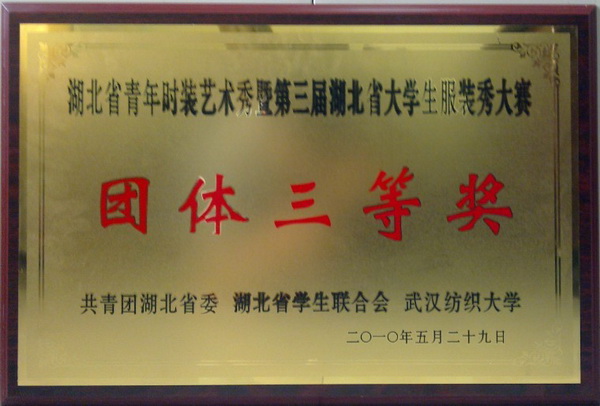 湖北省青年时装艺术秀暨第三届湖北省大学生服装秀大赛
团体三等奖
共青团湖北省委 湖北省学生联合会 武汉纺织大学
二〇一〇年五月二十九日